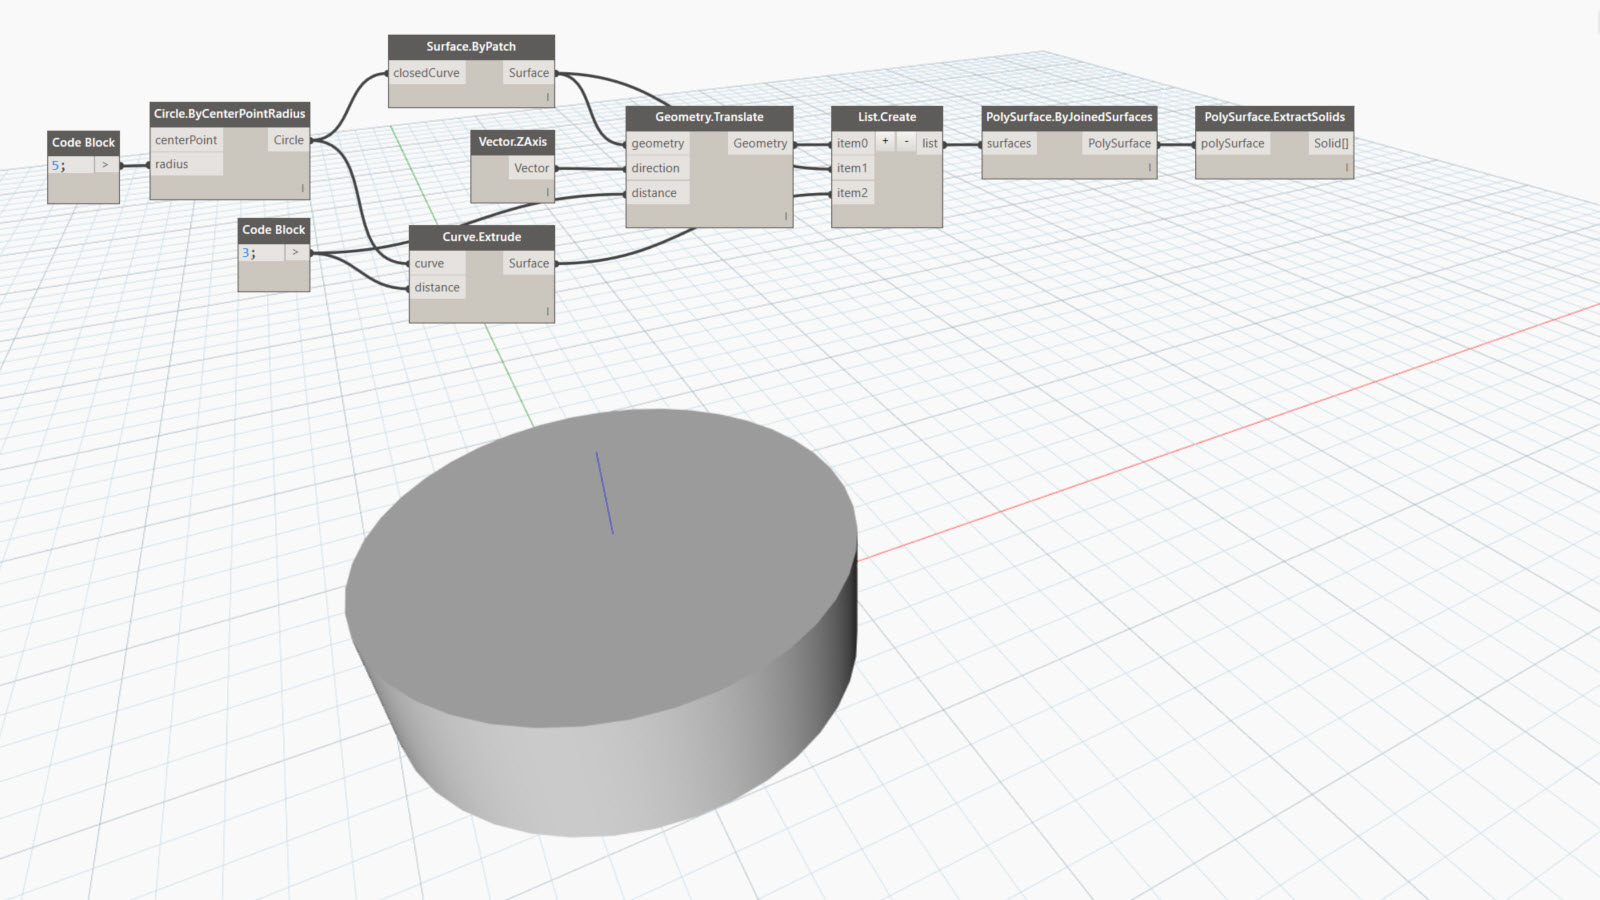 Surface.ByPatch
closedCurve Surface
|
Circle.ByCenterPointRadius
centerPoint Circle
radius
|
Code Block
5; >
Vector.ZAxis
Vector
|
Geometry.Translate
geometry Geometry
direction
distance
|
List.Create
item0 + - list
item1
item2
PolySurface.ByJoinedSurfaces
surfaces PolySurface
|
PolySurface.ExtractSolids
polySurface Solid[]
|
Code Block
3; >
Curve.Extrude
curve Surface
distance
|